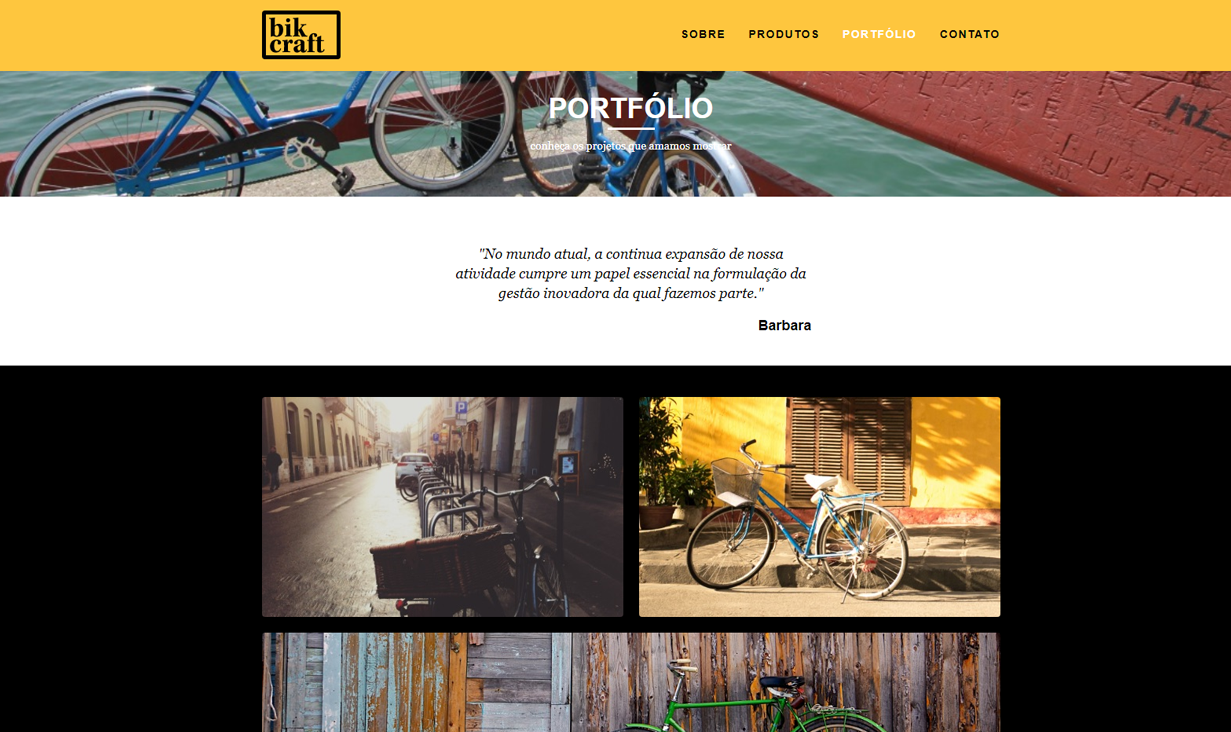 bik
craft
SOBRE PRODUTOS PORTFÓLIO CONTATO
PORTFÓLIO
conheça os projetos que amamos mostrar
"No mundo atual, a continua expansão de nossa
atividade cumpre um papel essencial na formulação da
gestão inovadora da qual fazemos parte."
Barbara
P